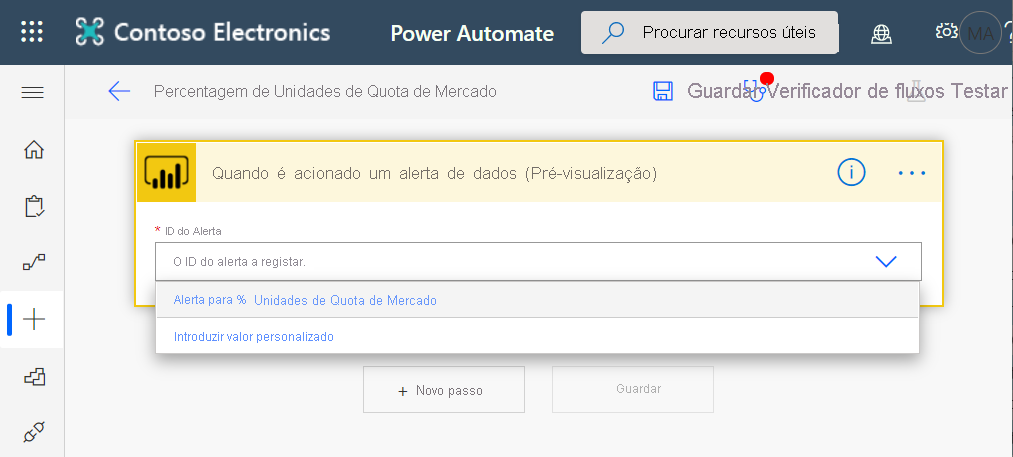 Contoso Electronics Power Automate Procurar recursos úteis MA ?
Percentagem de Unidades de Quota de Mercado Guardar Verificador de fluxos Testar
Quando é acionado um alerta de dados (Pré-visualização)
* ID do Alerta
O ID do alerta a registar.
Alerta para % Unidades de Quota de Mercado
Introduzir valor personalizado
+ Novo passo Guardar